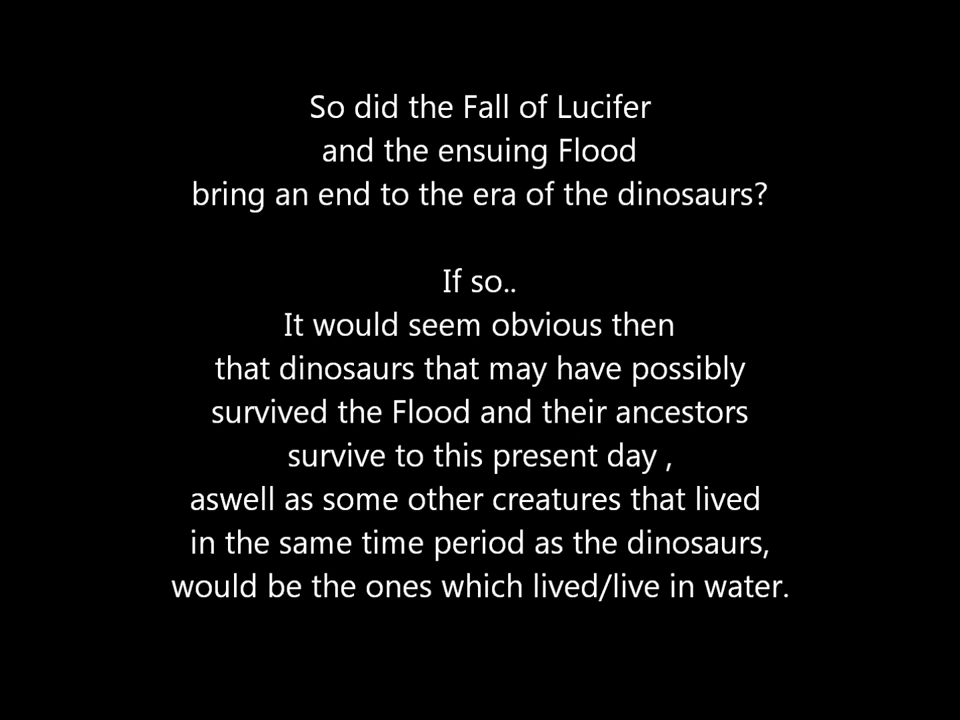 So did the Fall of Lucifer
and the ensuing Flood
bring an end to the era of the dinosaurs?
If so..
It would seem obvious then
that dinosaurs that may have possibly
survived the Flood and their ancestors
survive to this present day ,
aswell as some other creatures that lived
in the same time period as the dinosaurs,
would be the ones which lived/live in water.